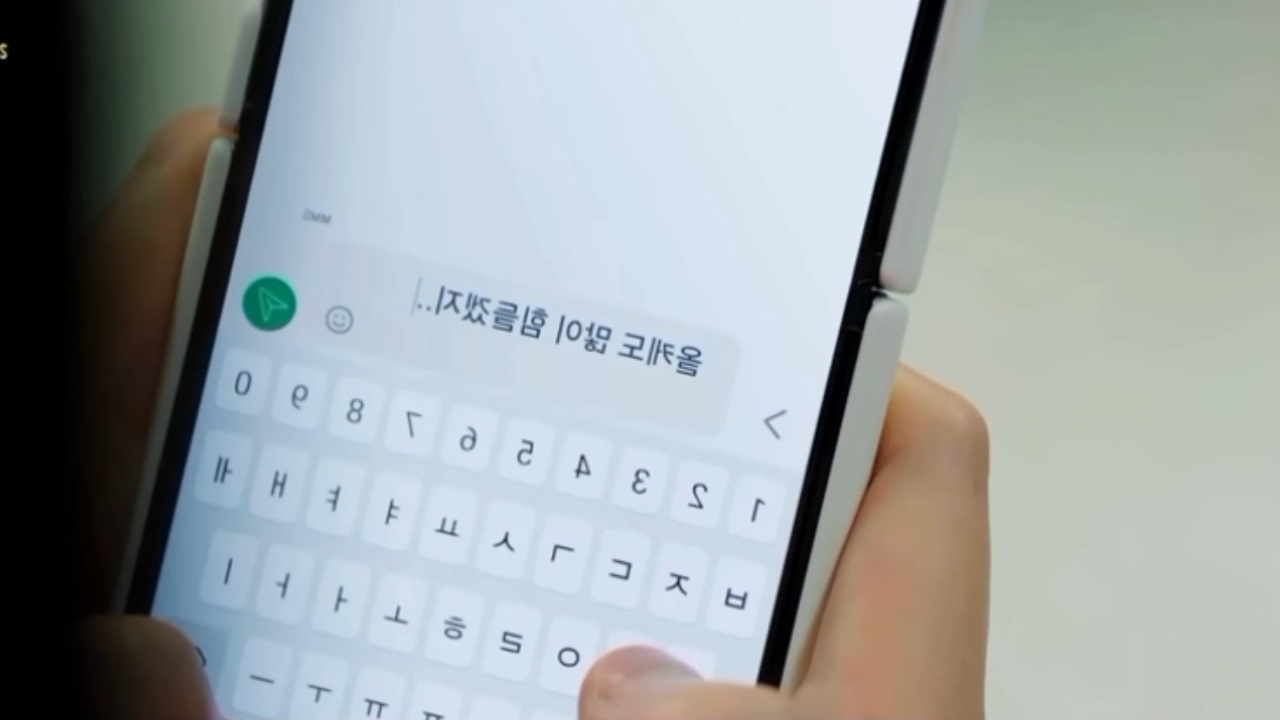 S
MMS
올케도 많이 힘들겠지..
1 2 3 4 5 6 7 8 9 0
ㅂ ㅈ ㄷ ㄱ ㅅ ㅛ ㅕ ㅑ ㅐ ㅔ
ㅇ ㄹ ㅎ ㅗ ㅓ ㅏ ㅣ
ㅠ ㅜ ㅡ